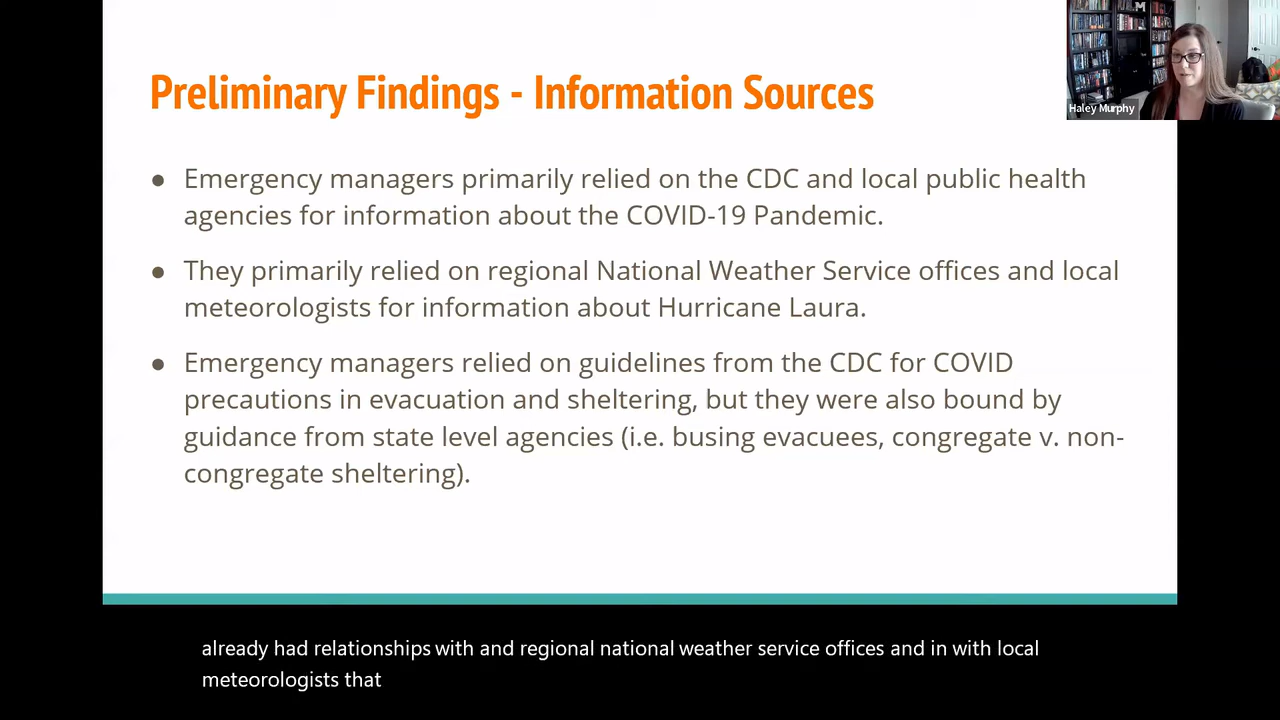 Preliminary Findings - Information Sources
Haley Murphy
● Emergency managers primarily relied on the CDC and local public health
agencies for information about the COVID-19 Pandemic.
● They primarily relied on regional National Weather Service offices and local
meteorologists for information about Hurricane Laura.
● Emergency managers relied on guidelines from the CDC for COVID
precautions in evacuation and sheltering, but they were also bound by
guidance from state level agencies (i.e. busing evacuees, congregate v. non-
congregate sheltering).
already had relationships with and regional national weather service offices and in with local
meteorologists that